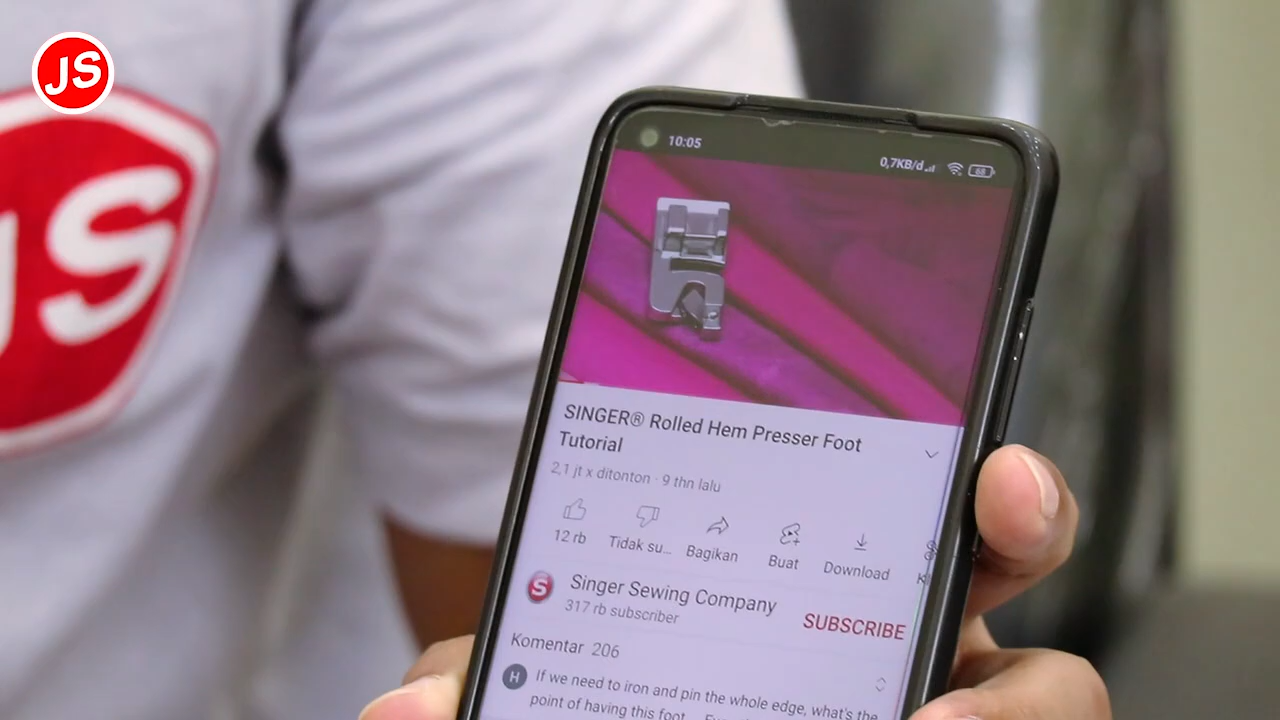 JS
JS
10:05
0,7KB/d
68
SINGER® Rolled Hem Presser Foot
Tutorial
2,1 jt x ditonton · 9 thn lalu
12 rb
Tidak su...
Bagikan
Buat
Download
Singer Sewing Company
317 rb subscriber
SUBSCRIBE
S
Komentar 206
H
If we need to iron and pin the whole edge, what's the
point of having this foot...